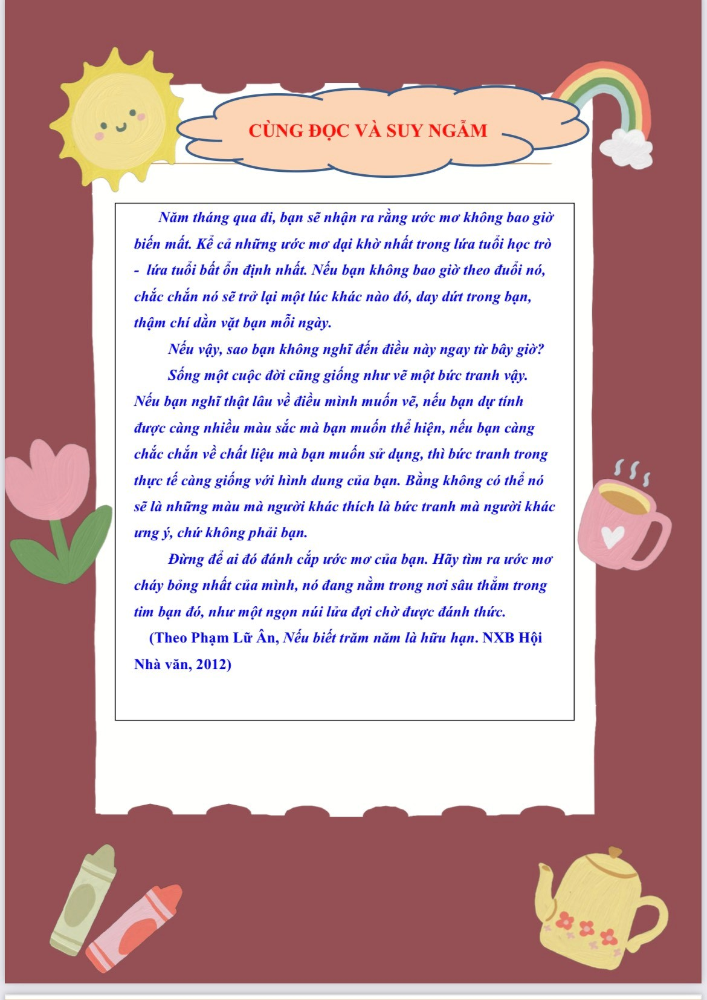 CÙNG ĐỌC VÀ SUY NGẪM
Năm tháng qua đi, bạn sẽ nhận ra rằng ước mơ không bao giờ
biến mất. Kể cả những ước mơ dại khờ nhất trong lứa tuổi học trò
- lứa tuổi bất ổn định nhất. Nếu bạn không bao giờ theo đuổi nó,
chắc chắn nó sẽ trở lại một lúc khác nào đó, day dứt trong bạn,
thậm chí dằn vặt bạn mỗi ngày.
Nếu vậy, sao bạn không nghĩ đến điều này ngay từ bây giờ?
Sống một cuộc đời cũng giống như vẽ một bức tranh vậy.
Nếu bạn nghĩ thật lâu về điều mình muốn vẽ, nếu bạn dự tính
được càng nhiều màu sắc mà bạn muốn thể hiện, nếu bạn càng
chắc chắn về chất liệu mà bạn muốn sử dụng, thì bức tranh trong
thực tế càng giống với hình dung của bạn. Bằng không có thể nó
sẽ là những màu mà người khác thích là bức tranh mà người khác
ưng ý, chứ không phải bạn.
Đừng để ai đó đánh cắp ước mơ của bạn. Hãy tìm ra ước mơ
cháy bỏng nhất của mình, nó đang nằm trong nơi sâu thẳm trong
tim bạn đó, như một ngọn núi lửa đợi chờ được đánh thức.
(Theo Phạm Lữ Ân, Nếu biết trăm năm là hữu hạn. NXB Hội
Nhà văn, 2012)